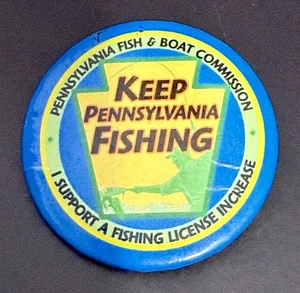 PENNSYLVANIA FISH & BOAT COMMISSION
KEEP
PENNSYLVANIA
FISHING
I SUPPORT A FISHING LICENSE INCREASE